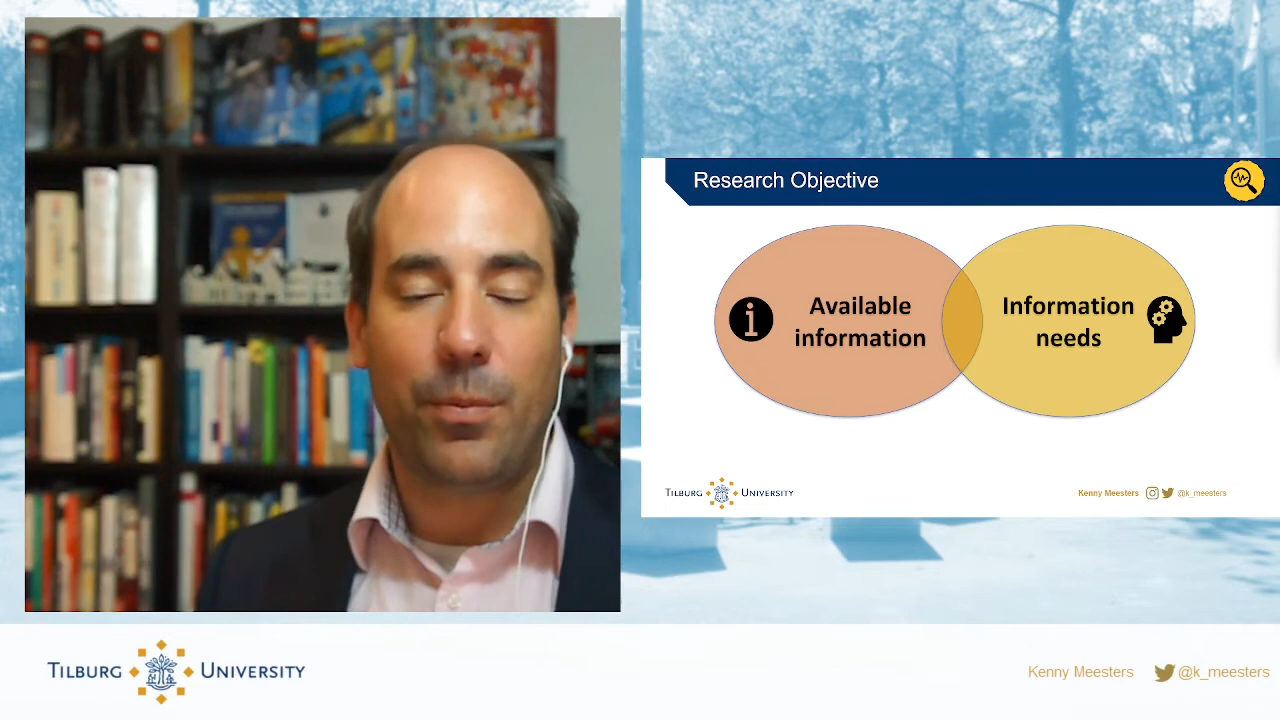 Research Objective
Available
information
Information
needs
TILBURG UNIVERSITY
Kenny Meesters @k_meesters
TILBURG UNIVERSITY
Kenny Meesters @k_meesters